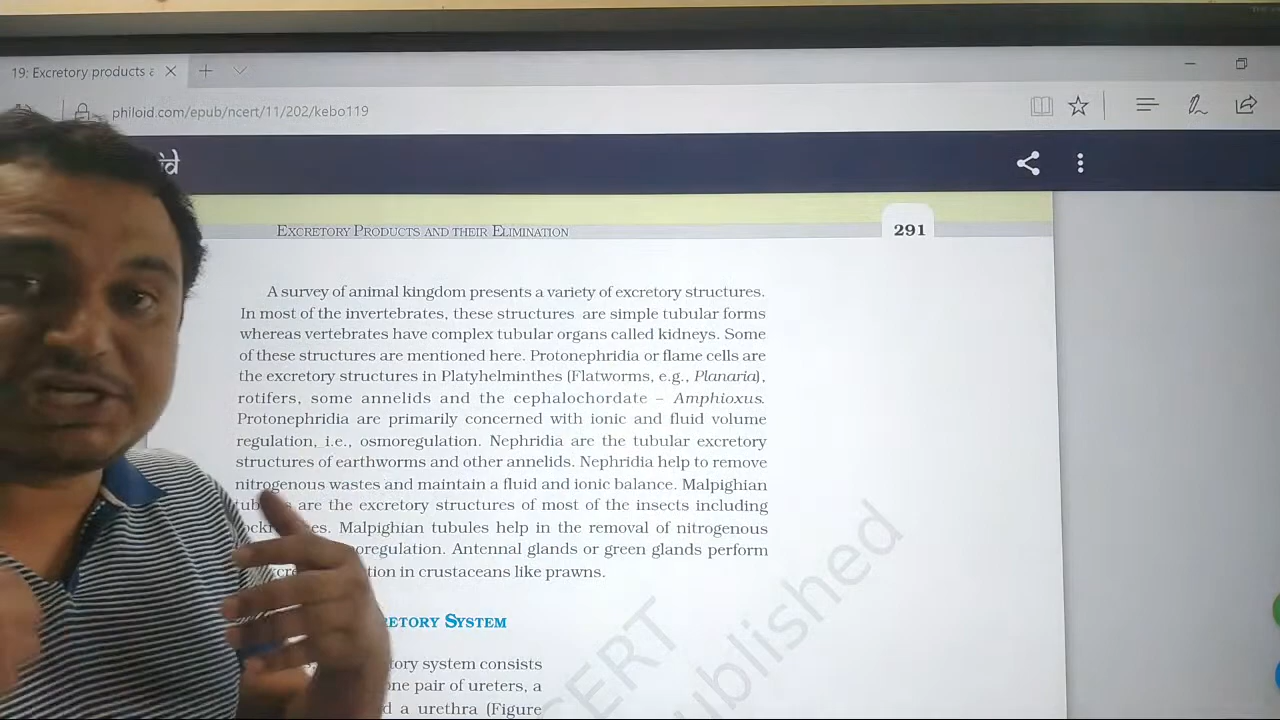 19: Excretory products a
philoid.com/epub/ncert/11/202/kebo119
EXCRETORY PRODUCTS AND THEIR ELIMINATION 291
A survey of animal kingdom presents a variety of excretory structures.
In most of the invertebrates, these structures are simple tubular forms
whereas vertebrates have complex tubular organs called kidneys. Some
of these structures are mentioned here. Protonephridia or flame cells are
the excretory structures in Platyhelminthes (Flatworms, e.g., Planaria),
rotifers, some annelids and the cephalochordate – Amphioxus.
Protonephridia are primarily concerned with ionic and fluid volume
regulation, i.e., osmoregulation. Nephridia are the tubular excretory
structures of earthworms and other annelids. Nephridia help to remove
nitrogenous wastes and maintain a fluid and ionic balance. Malpighian
are the excretory structures of most of the insects including
Malpighian tubules help in the removal of nitrogenous
Antennal glands or green glands perform
in crustaceans like prawns.
SYSTEM
system consists
one pair of ureters, a
a urethra (Figure
published